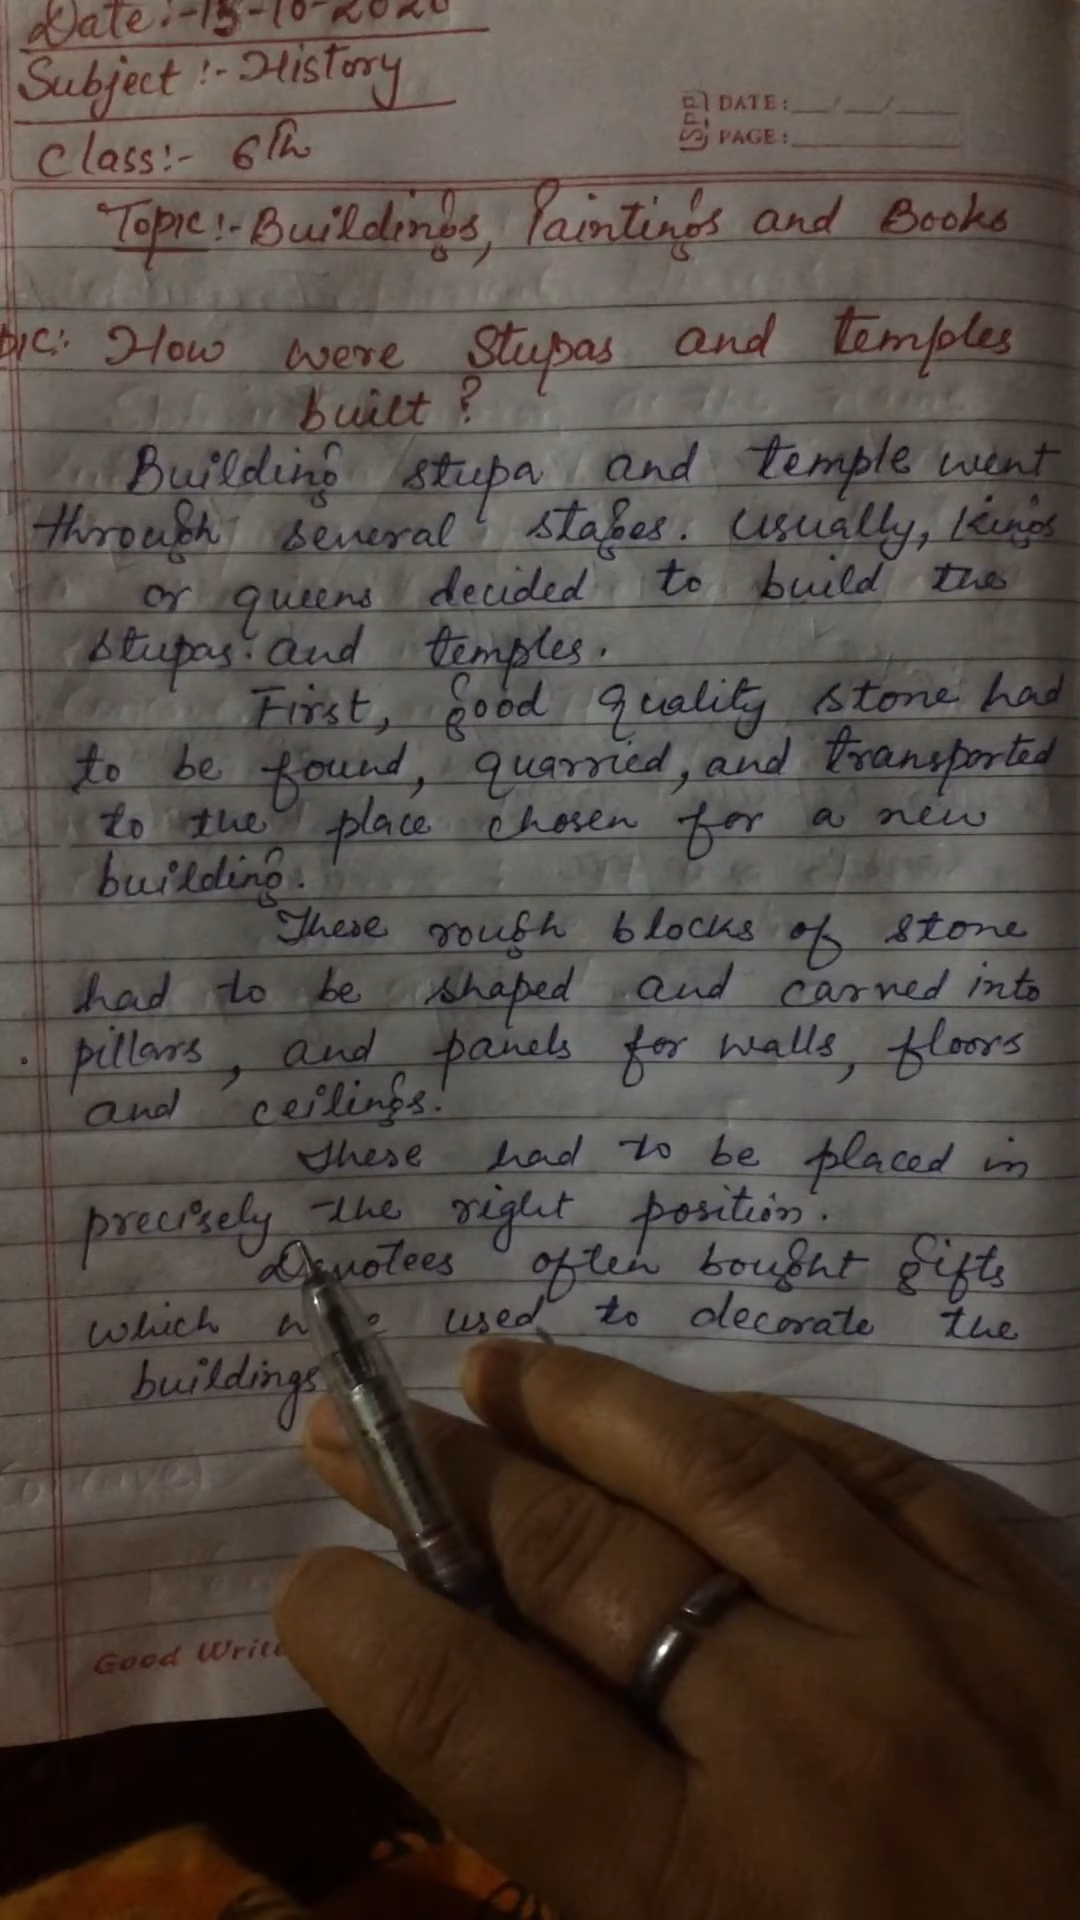 Date:-13-10-2020
Subject :- History
Class:- 6th
DATE: __/__/__
PAGE:
Topic:- Buildings, Paintings and Books
How were Stupas and temples
built ?
Building stupa and temple went
through several stages. Usually, kings
or queens decided to build the
stupas and temples.
First, good quality stone had
to be found, quarried, and transported
to the place chosen for a new
building.
These rough blocks of stone
had to be shaped and carved into
pillars, and panels for walls, floors
and ceilings.
These had to be placed in
precisely the right position.
Devotees often bought gifts
which used to decorate the
buildings
Good